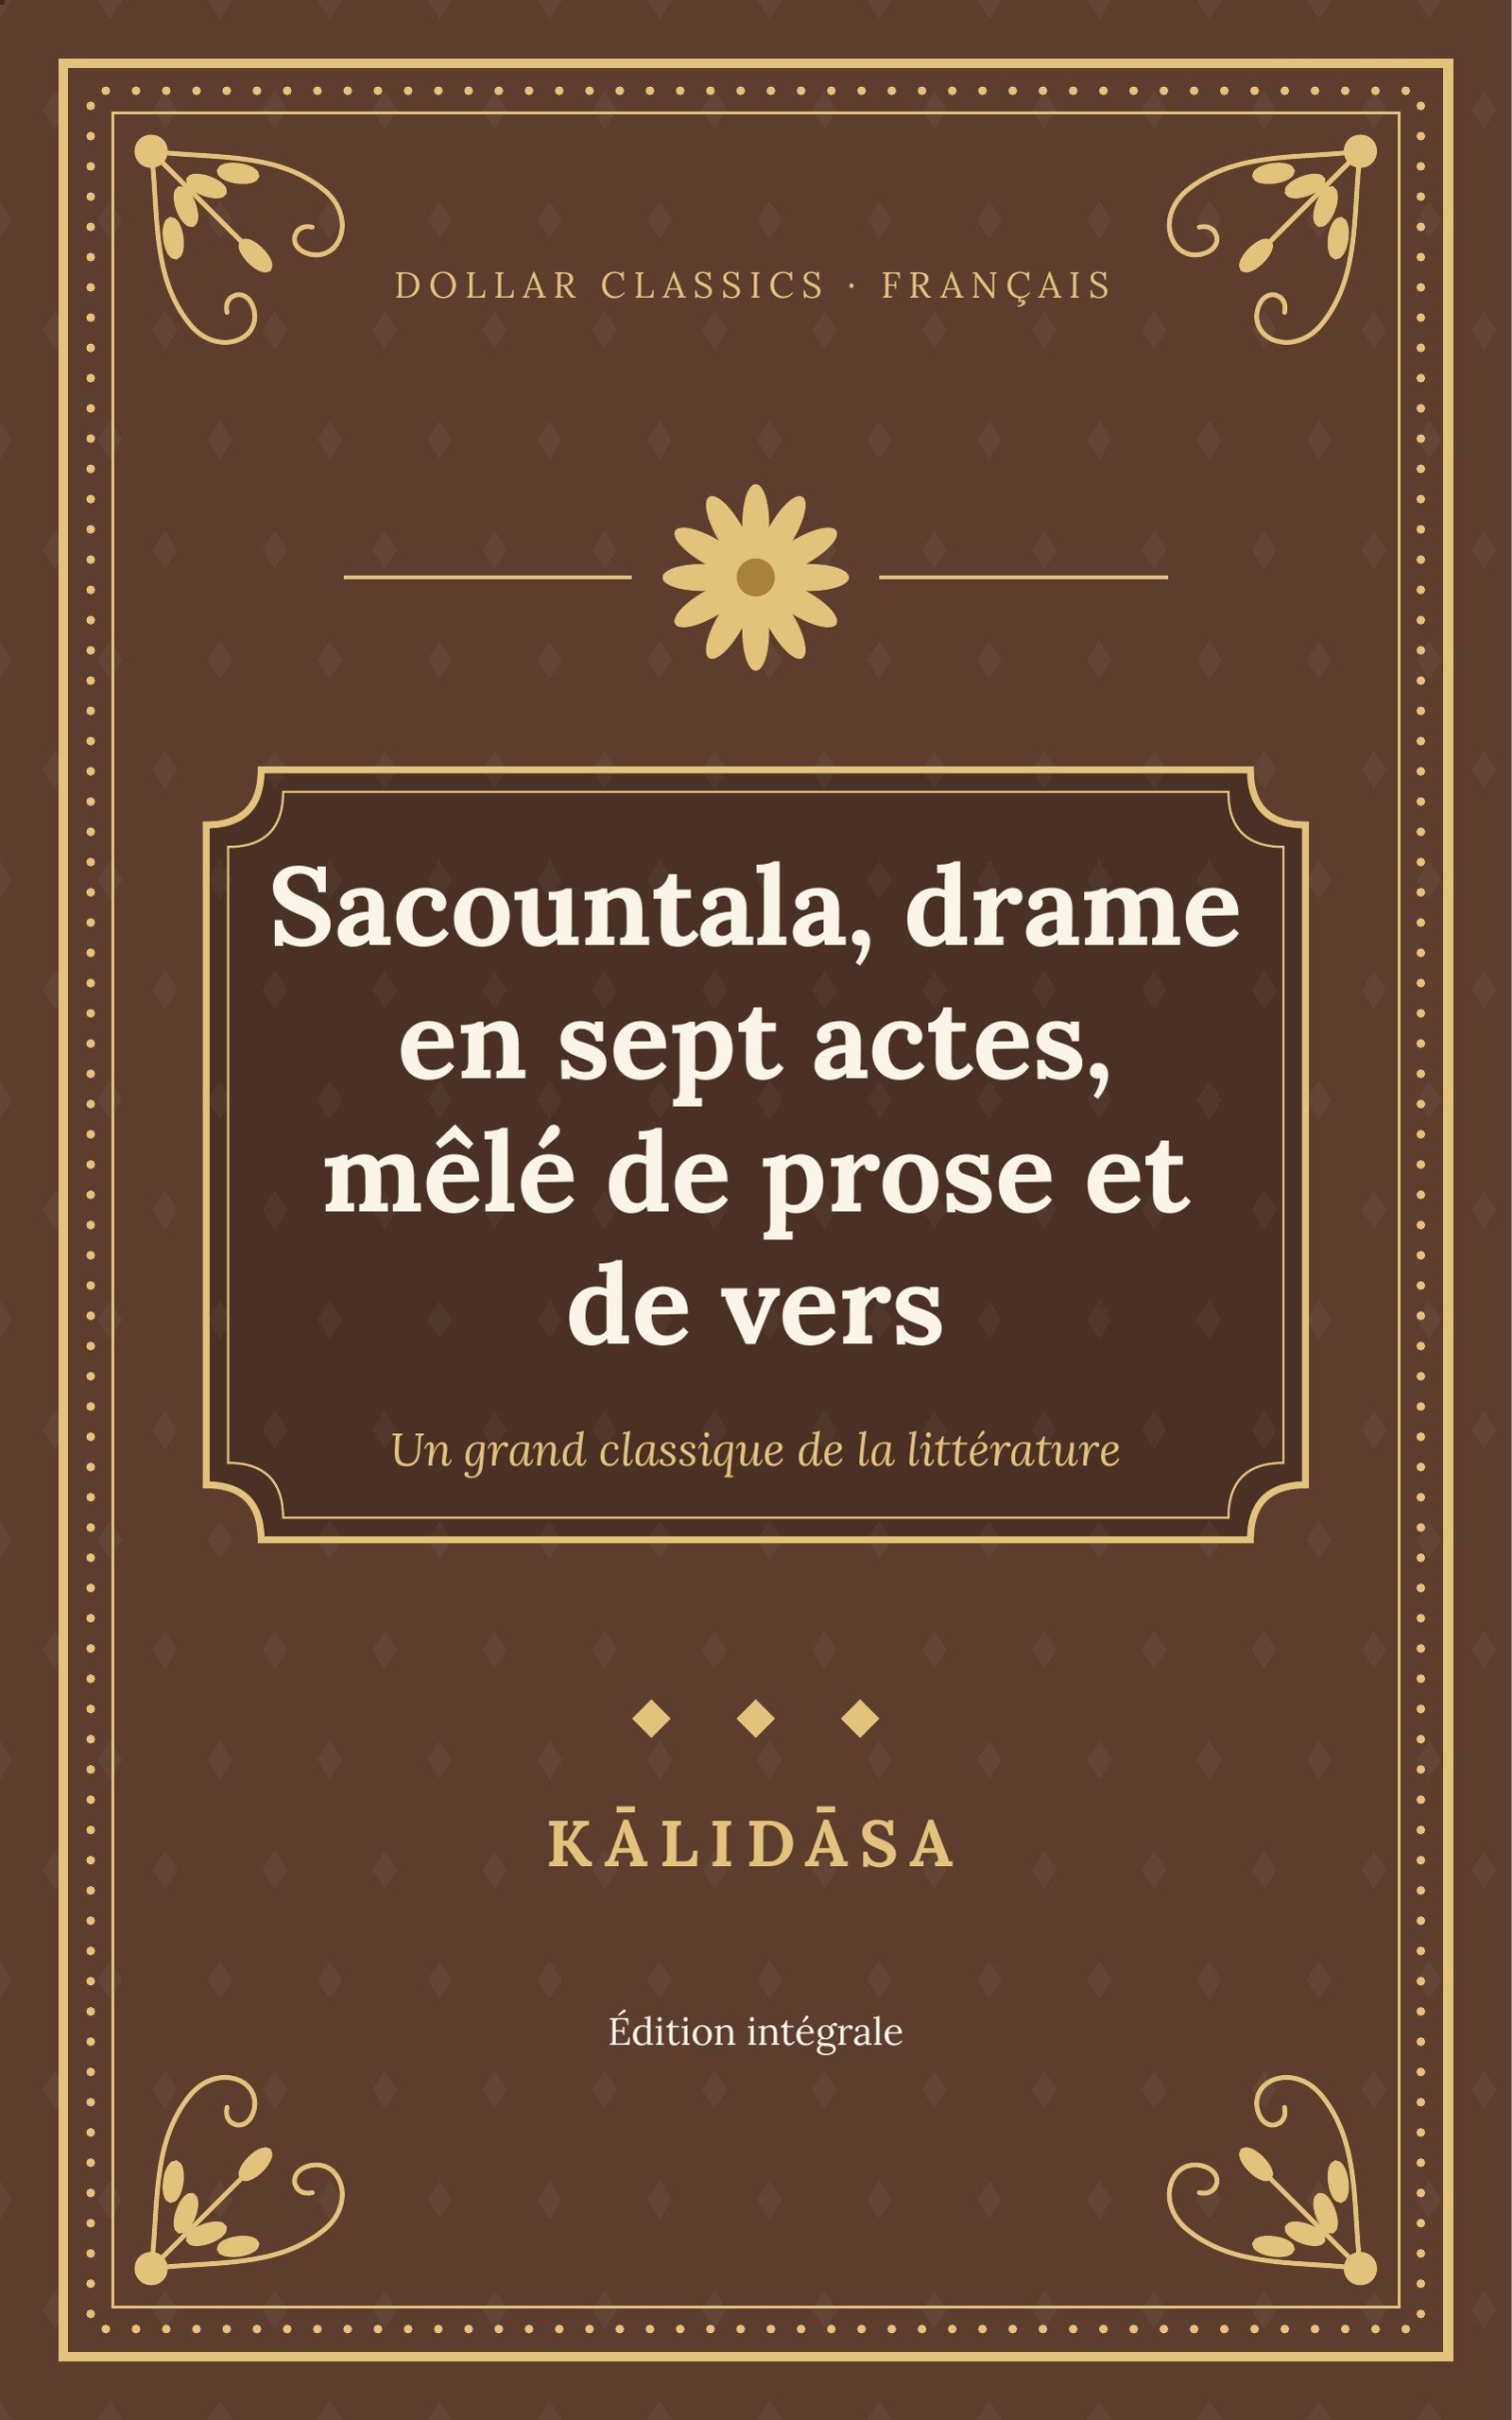 DOLLAR CLASSICS · FRANÇAIS
Sacountala, drame
en sept actes,
mêlé de prose et
de vers
Un grand classique de la littérature
KĀLIDĀSA
Édition intégrale